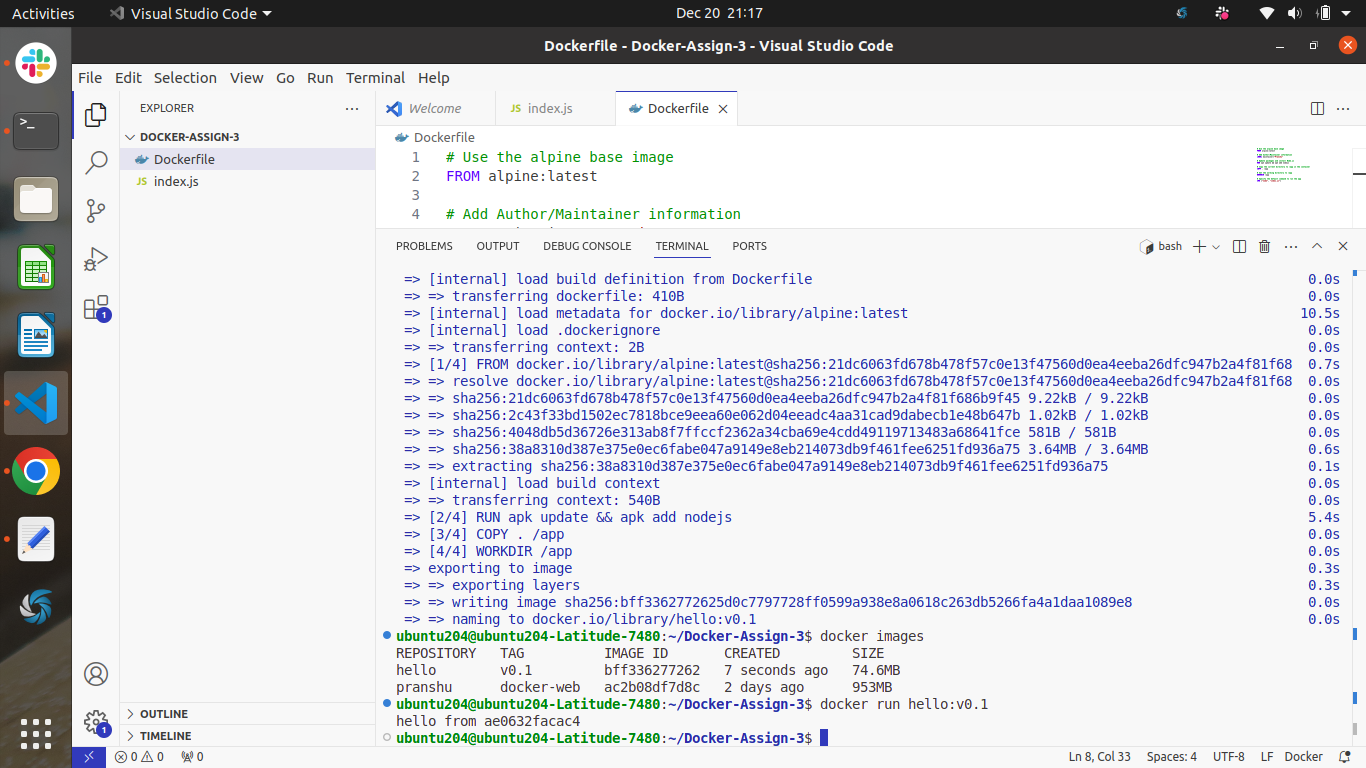 Activities
Visual Studio Code
Dec 20 21:17
Dockerfile - Docker-Assign-3 - Visual Studio Code
File Edit Selection View Go Run Terminal Help
EXPLORER
DOCKER-ASSIGN-3
Dockerfile
JS index.js
OUTLINE
TIMELINE
1
1
Welcome
JS index.js
Dockerfile
Dockerfile
1 # Use the alpine base image
2 FROM alpine:latest
3
4 # Add Author/Maintainer information
PROBLEMS OUTPUT DEBUG CONSOLE TERMINAL PORTS
bash
=> [internal] load build definition from Dockerfile 0.0s
=> => transferring dockerfile: 410B 0.0s
=> [internal] load metadata for docker.io/library/alpine:latest 10.5s
=> [internal] load .dockerignore 0.0s
=> => transferring context: 2B 0.0s
=> [1/4] FROM docker.io/library/alpine:latest@sha256:21dc6063fd678b478f57c0e13f47560d0ea4eeba26dfc947b2a4f81f68 0.7s
=> => resolve docker.io/library/alpine:latest@sha256:21dc6063fd678b478f57c0e13f47560d0ea4eeba26dfc947b2a4f81f68 0.0s
=> => sha256:21dc6063fd678b478f57c0e13f47560d0ea4eeba26dfc947b2a4f81f686b9f45 9.22kB / 9.22kB 0.0s
=> => sha256:2c43f33bd1502ec7818bce9eea60e062d04eeadc4aa31cad9dabecb1e48b647b 1.02kB / 1.02kB 0.0s
=> => sha256:4048db5d36726e313ab8f7ffccf2362a34cba69e4cdd49119713483a68641fce 581B / 581B 0.0s
=> => sha256:38a8310d387e375e0ec6fabe047a9149e8eb214073db9f461fee6251fd936a75 3.64MB / 3.64MB 0.6s
=> => extracting sha256:38a8310d387e375e0ec6fabe047a9149e8eb214073db9f461fee6251fd936a75 0.1s
=> [internal] load build context 0.0s
=> => transferring context: 540B 0.0s
=> [2/4] RUN apk update && apk add nodejs 5.4s
=> [3/4] COPY . /app 0.0s
=> [4/4] WORKDIR /app 0.0s
=> exporting to image 0.3s
=> => exporting layers 0.3s
=> => writing image sha256:bff3362772625d0c7797728ff0599a938e8a0618c263db5266fa4a1daa1089e8 0.0s
=> => naming to docker.io/library/hello:v0.1 0.0s
ubuntu204@ubuntu204-Latitude-7480:~/Docker-Assign-3$ docker images
REPOSITORY TAG IMAGE ID CREATED SIZE
hello v0.1 bff336277262 7 seconds ago 74.6MB
pranshu docker-web ac2b08df7d8c 2 days ago 953MB
ubuntu204@ubuntu204-Latitude-7480:~/Docker-Assign-3$ docker run hello:v0.1
hello from ae0632facac4
ubuntu204@ubuntu204-Latitude-7480:~/Docker-Assign-3$
0 0 0 Ln 8, Col 33 Spaces: 4 UTF-8 LF Docker